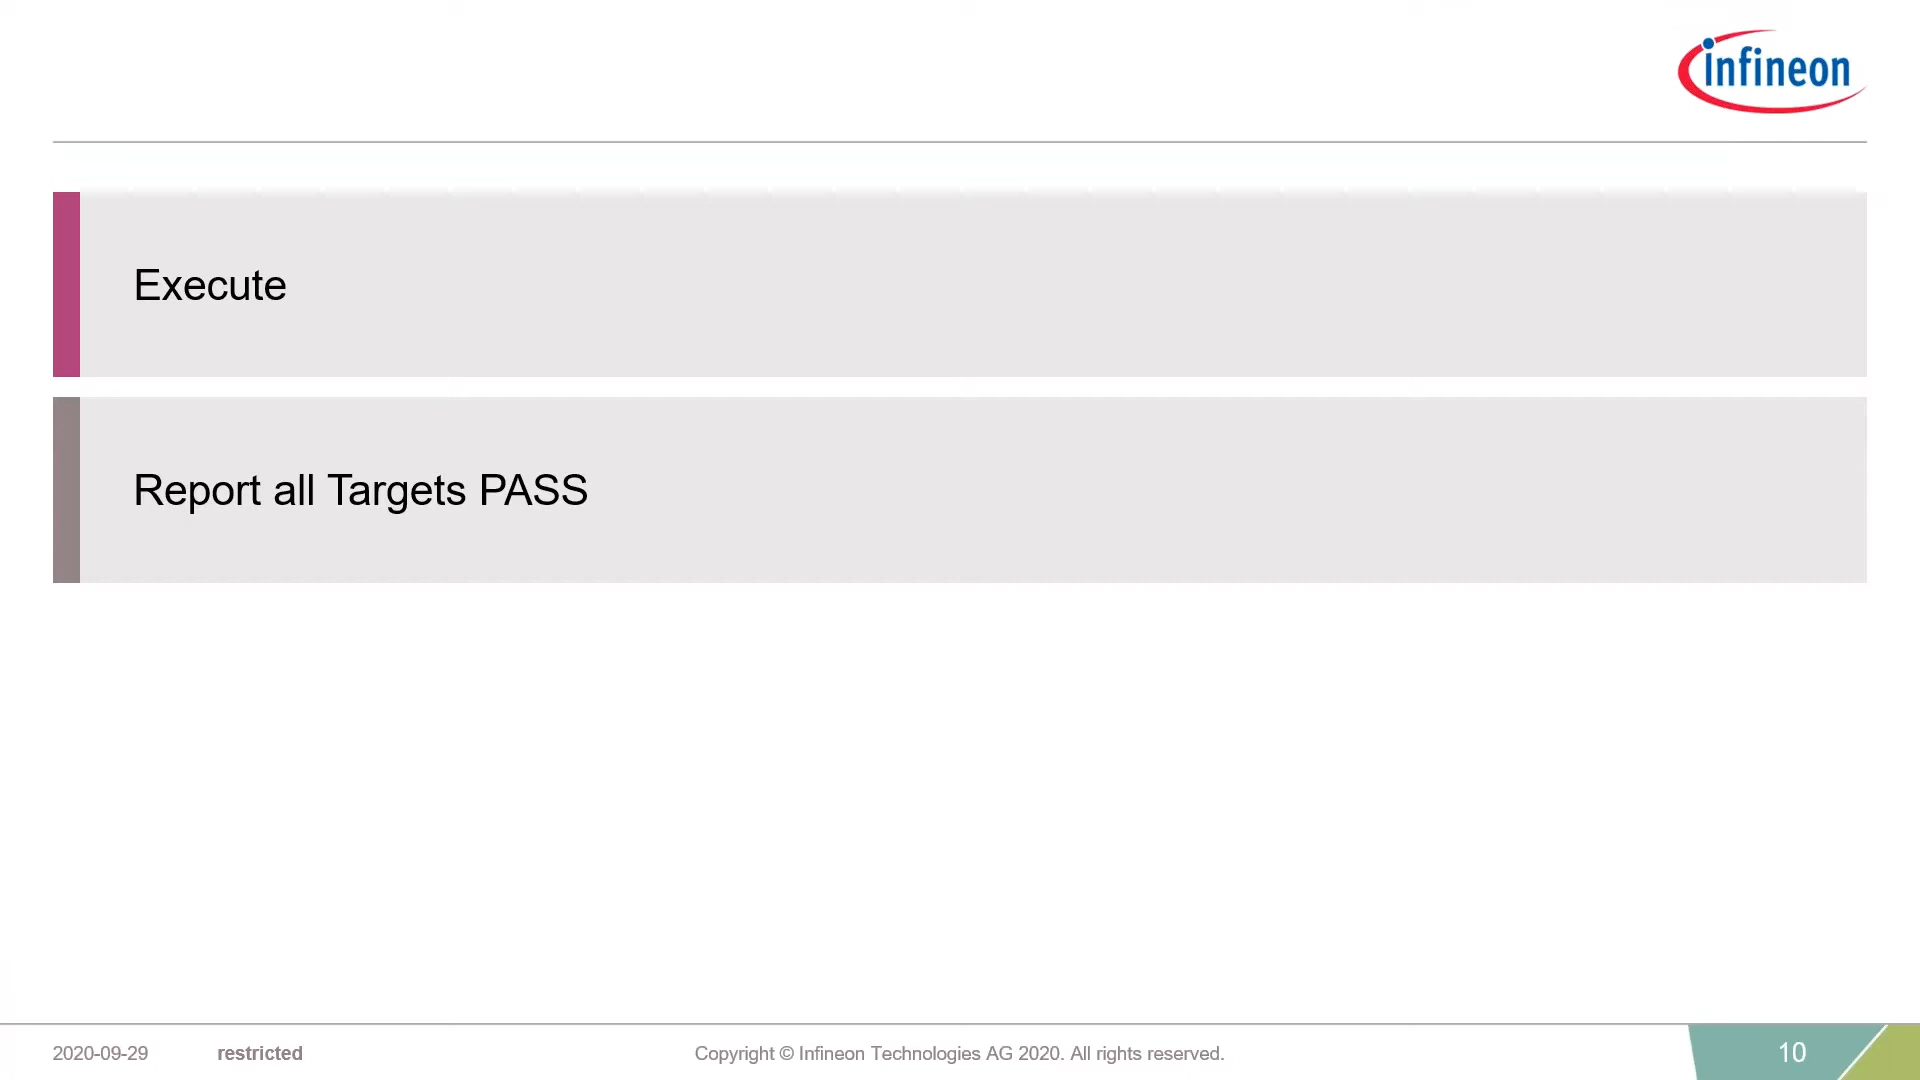 infineon
Execute
Report all Targets PASS
2020-09-29 restricted Copyright © Infineon Technologies AG 2020. All rights reserved. 10